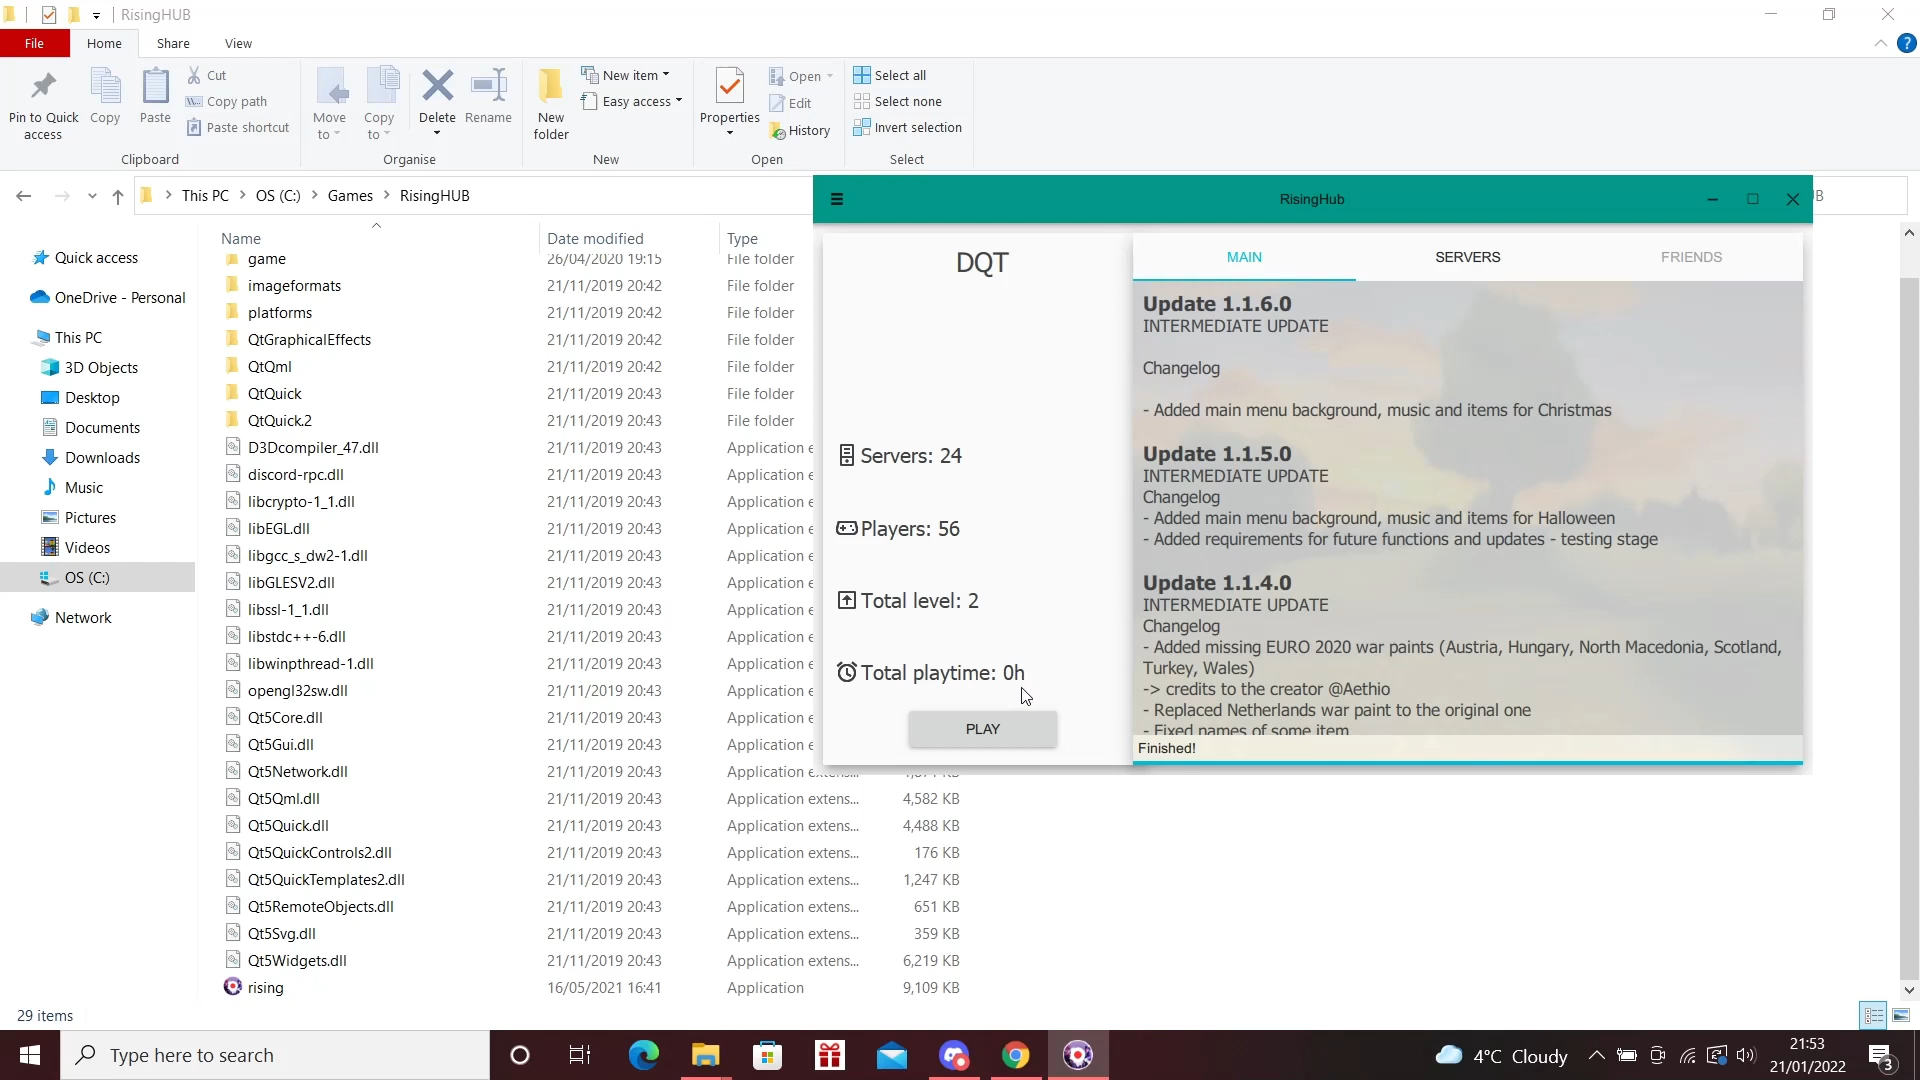 RisingHUB
File
Home
Share
View
Pin to Quick access
Copy
Paste
Cut
Copy path
Paste shortcut
Clipboard
Move to
Copy to
Delete
Rename
Organise
New folder
New item
Easy access
New
Properties
Open
Edit
History
Open
Select all
Select none
Invert selection
Select
This PC > OS (C:) > Games > RisingHUB
Quick access
OneDrive - Personal
This PC
3D Objects
Desktop
Documents
Downloads
Music
Pictures
Videos
OS (C:)
Network
Name Date modified Type
game 26/04/2020 19:15 File folder
imageformats 21/11/2019 20:42 File folder
platforms 21/11/2019 20:42 File folder
QtGraphicalEffects 21/11/2019 20:42 File folder
QtQml 21/11/2019 20:42 File folder
QtQuick 21/11/2019 20:43 File folder
QtQuick.2 21/11/2019 20:43 File folder
D3Dcompiler_47.dll 21/11/2019 20:43 Application e
discord-rpc.dll 21/11/2019 20:43 Application e
libcrypto-1_1.dll 21/11/2019 20:43 Application e
libEGL.dll 21/11/2019 20:43 Application e
libgcc_s_dw2-1.dll 21/11/2019 20:43 Application e
libGLESV2.dll 21/11/2019 20:43 Application e
libssl-1_1.dll 21/11/2019 20:43 Application e
libstdc++-6.dll 21/11/2019 20:43 Application e
libwinpthread-1.dll 21/11/2019 20:43 Application e
opengl32sw.dll 21/11/2019 20:43 Application e
Qt5Core.dll 21/11/2019 20:43 Application e
Qt5Gui.dll 21/11/2019 20:43 Application e
Qt5Network.dll 21/11/2019 20:43 Application
Qt5Qml.dll 21/11/2019 20:43 Application extens... 4,582 KB
Qt5Quick.dll 21/11/2019 20:43 Application extens... 4,488 KB
Qt5QuickControls2.dll 21/11/2019 20:43 Application extens... 176 KB
Qt5QuickTemplates2.dll 21/11/2019 20:43 Application extens... 1,247 KB
Qt5RemoteObjects.dll 21/11/2019 20:43 Application extens... 651 KB
Qt5Svg.dll 21/11/2019 20:43 Application extens... 359 KB
Qt5Widgets.dll 21/11/2019 20:43 Application extens... 6,219 KB
rising 16/05/2021 16:41 Application 9,109 KB
29 items
RisingHub
DQT
Servers: 24
Players: 56
Total level: 2
Total playtime: 0h
PLAY
MAIN SERVERS FRIENDS
Update 1.1.6.0
INTERMEDIATE UPDATE
Changelog
- Added main menu background, music and items for Christmas
Update 1.1.5.0
INTERMEDIATE UPDATE
Changelog
- Added main menu background, music and items for Halloween
- Added requirements for future functions and updates - testing stage
Update 1.1.4.0
INTERMEDIATE UPDATE
Changelog
- Added missing EURO 2020 war paints (Austria, Hungary, North Macedonia, Scotland,
Turkey, Wales)
-> credits to the creator @Aethio
- Replaced Netherlands war paint to the original one
- Fixed names of some item
Finished!
Type here to search
4°C Cloudy
21:53
21/01/2022
3